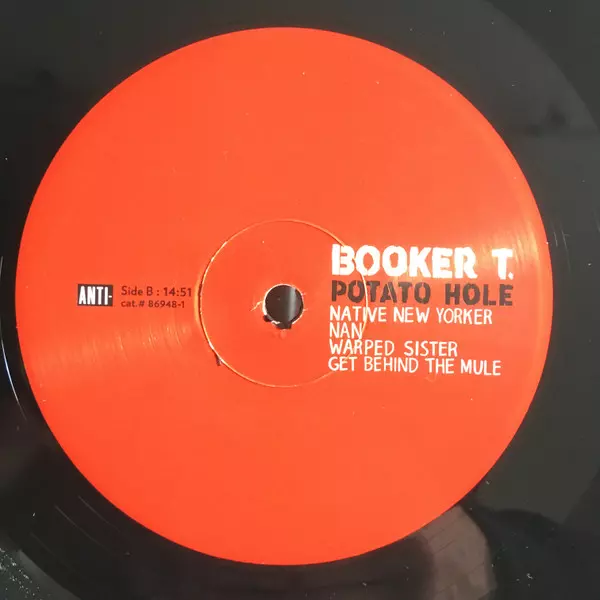 ANTI-
Side B : 14:51
cat.# 86948-1
BOOKER T.
POTATO HOLE
NATIVE NEW YORKER
NAN
WARPED SISTER
GET BEHIND THE MULE